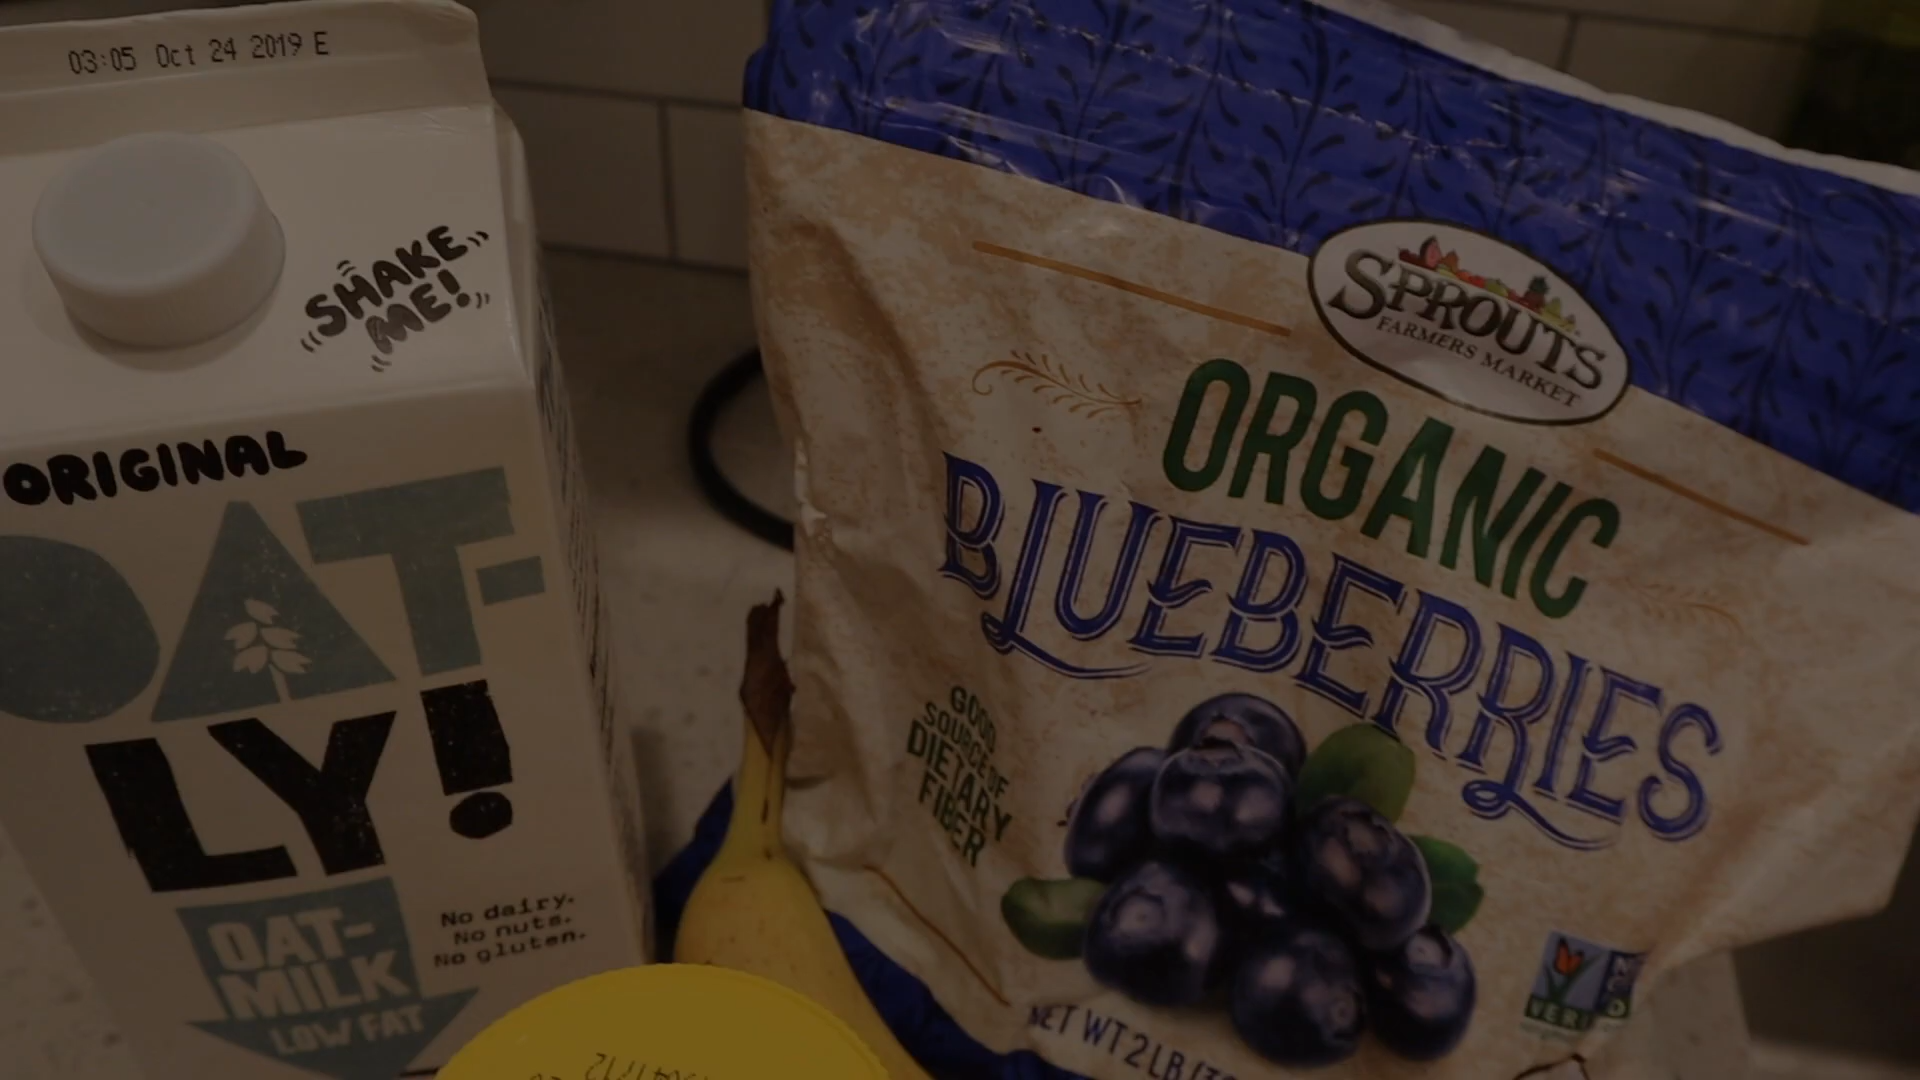 03:05 Oct 24 2019 E
SHAKE
ME!
ORIGINAL
OAT-
LY!
OAT-
MILK
LOW FAT
No dairy.
No nuts.
No gluten.
SPROUTS
FARMERS MARKET
ORGANIC
BLUEBERRIES
GOOD
SOURCE OF
DIETARY
FIBER
NET WT 2 LB